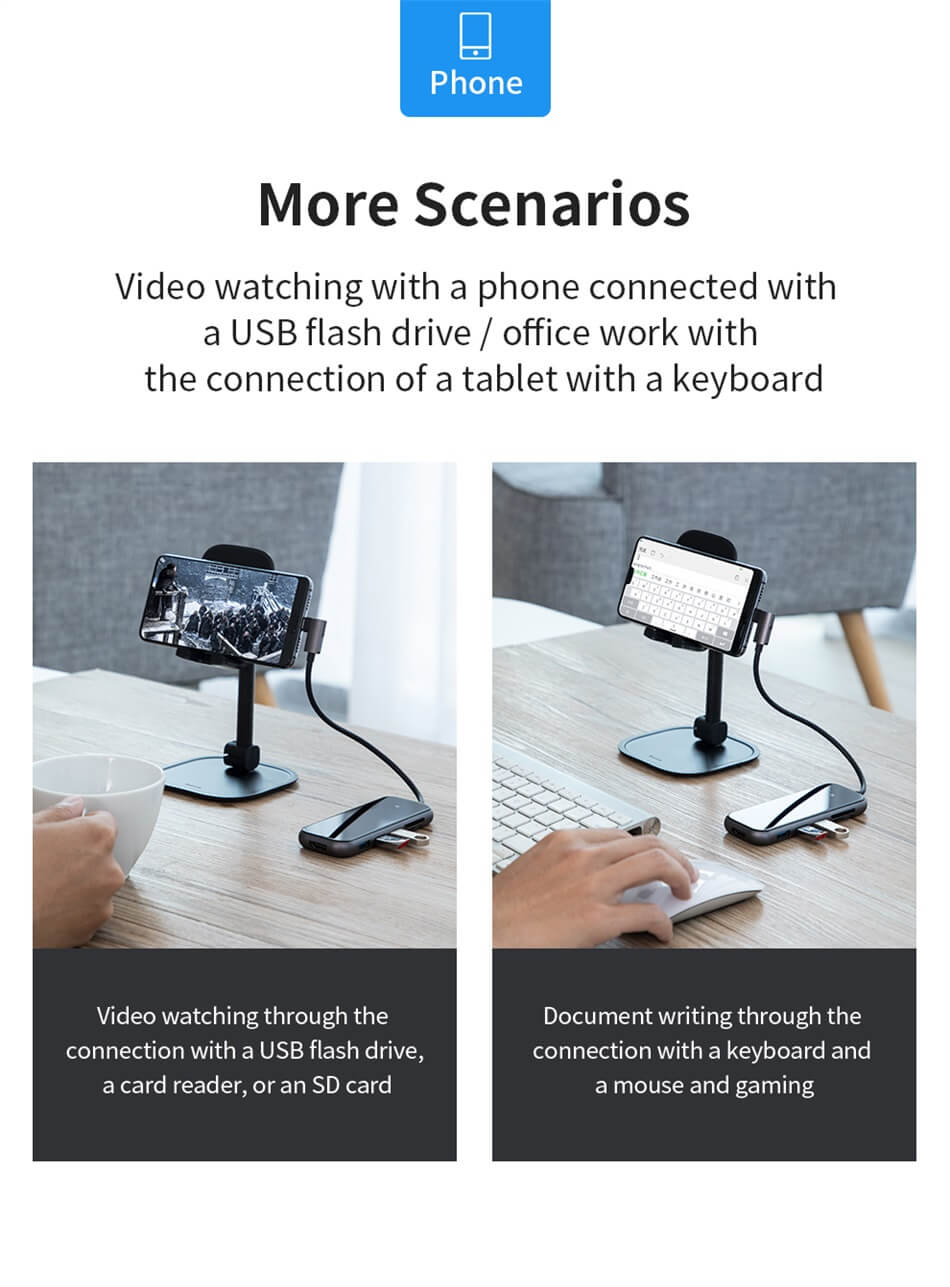 Phone
More Scenarios
Video watching with a phone connected with
a USB flash drive / office work with
the connection of a tablet with a keyboard
Video watching through the
connection with a USB flash drive,
a card reader, or an SD card
Document writing through the
connection with a keyboard and
a mouse and gaming